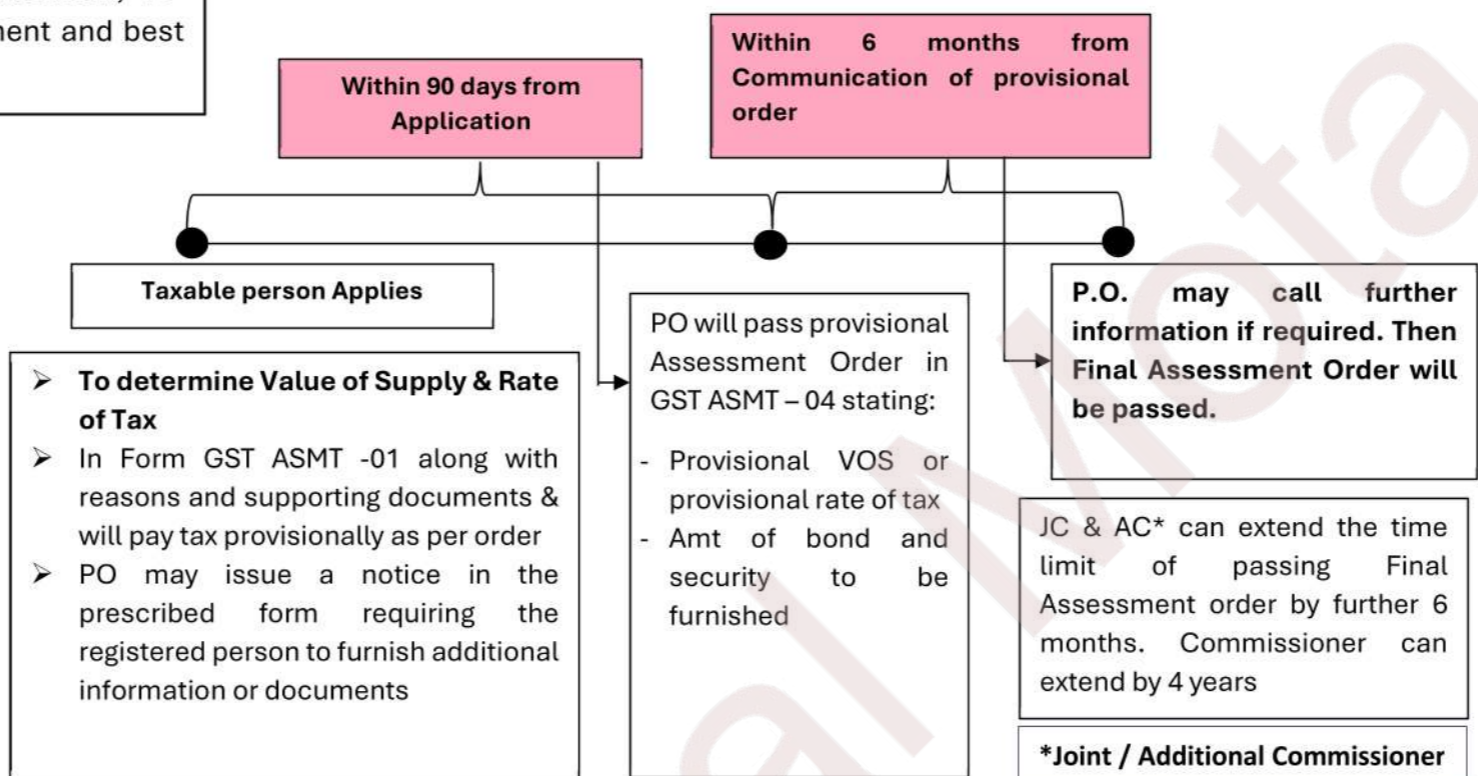 ment and best
Within 90 days from
Application
Within 6 months from
Communication of provisional
order
Taxable person Applies
➢ To determine Value of Supply & Rate
of Tax
➢ In Form GST ASMT -01 along with
reasons and supporting documents &
will pay tax provisionally as per order
➢ PO may issue a notice in the
prescribed form requiring the
registered person to furnish additional
information or documents
PO will pass provisional
Assessment Order in
GST ASMT – 04 stating:
- Provisional VOS or
provisional rate of tax
- Amt of bond and
security to be
furnished
P.O. may call further
information if required. Then
Final Assessment Order will
be passed.
JC & AC* can extend the time
limit of passing Final
Assessment order by further 6
months. Commissioner can
extend by 4 years
*Joint / Additional Commissioner
al Mota